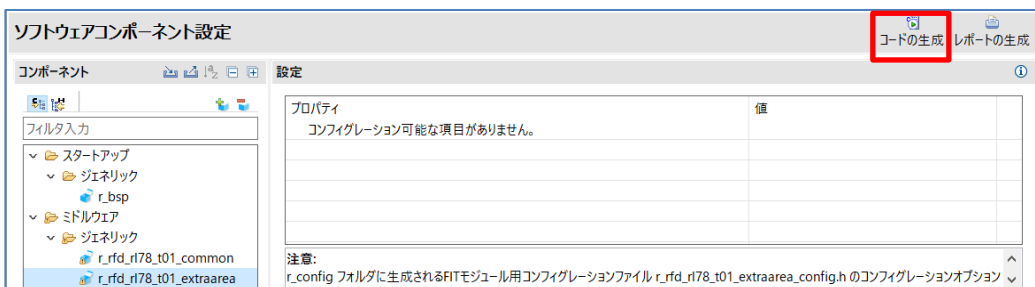 ソフトウェアコンポーネント設定
コードの生成 レポートの生成
コンポーネント
設定
フィルタ入力
スタートアップ
ジェネリック
r_bsp
ミドルウェア
ジェネリック
r_rfd_rl78_t01_common
r_rfd_rl78_t01_extraarea
プロパティ 値
コンフィグレーション可能な項目がありません。
注意:
r_config フォルダに生成されるFITモジュール用コンフィグレーションファイル r_rfd_rl78_t01_extraarea_config.h のコンフィグレーションオプション